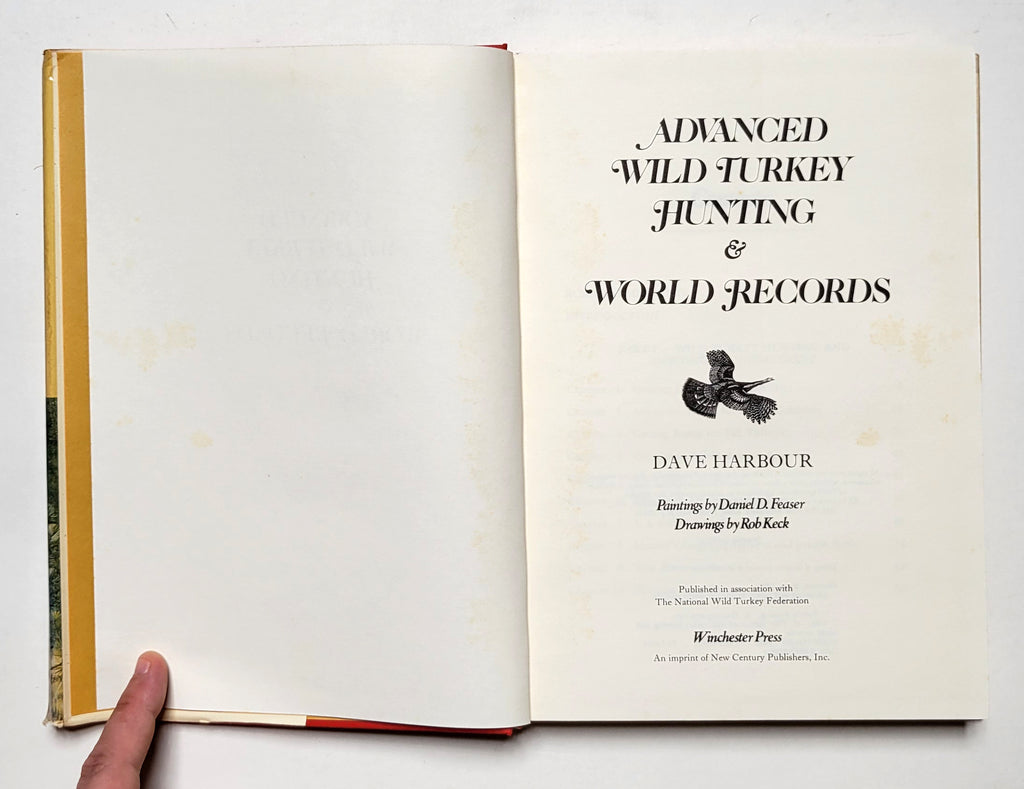 ADVANCED
WILD TURKEY
HUNTING
&
WORLD RECORDS
DAVE HARBOUR
Paintings by Daniel D. Feaser
Drawings by Rob Keck
Published in association with
The National Wild Turkey Federation
Winchester Press
An imprint of New Century Publishers, Inc.